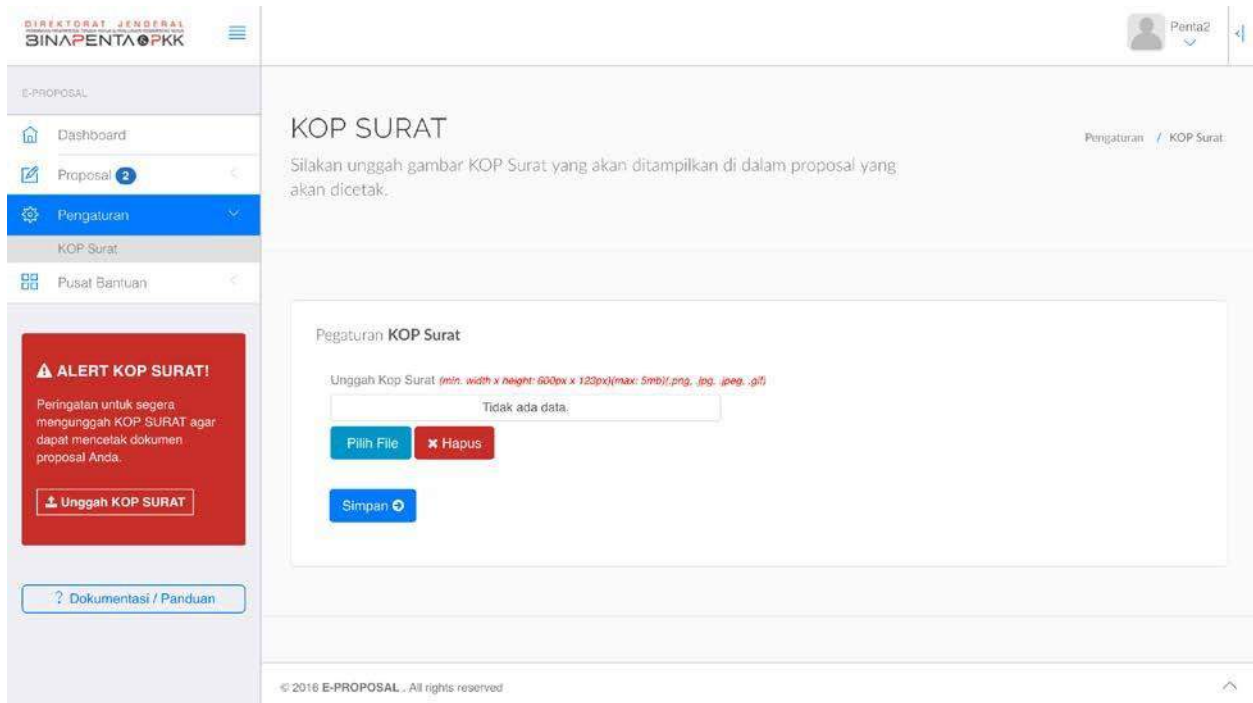 DIREKTORAT JENDERAL
BINAPENTA&PKK
Penta2
E-PROPOSAL
Dashboard
Proposal 2
Pengaturan
KOP Surat
Pusat Bantuan
ALERT KOP SURAT!
Peringatan untuk segera
mengunggah KOP SURAT agar
dapat mencetak dokumen
proposal Anda.
Unggah KOP SURAT
? Dokumentasi / Panduan
KOP SURAT
Pengaturan / KOP Surat
Silakan unggah gambar KOP Surat yang akan ditampilkan di dalam proposal yang
akan dicetak.
Pegaturan KOP Surat
Unggah Kop Surat (min. width x height: 600px x 123px)(max: 5mb)(.png, .jpg, .jpeg, .gif)
Tidak ada data.
Pilih File
Hapus
Simpan
© 2016 E-PROPOSAL . All rights reserved